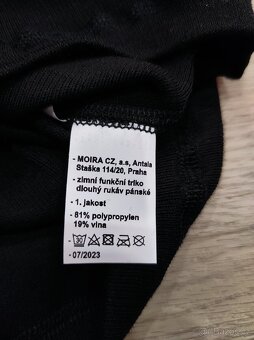 - MOIRA CZ, a.s, Antala
Staška 114/20, Praha
- zimní funkční triko
dlouhý rukáv pánské
- 1. jakost
- 81% polypropylen
19% vlna
30
- 07/2023